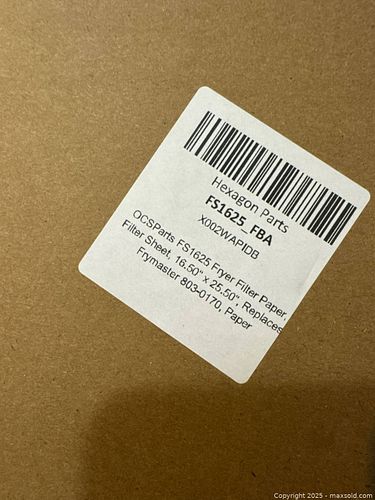 Hexagon Parts
FS1625_FBA
X002WAPIDB
OCSParts FS1625 Fryer Filter Paper,
Filter Sheet, 16.50" x 25.50", Replaces
Frymaster 803-0170, Paper
Copyright 2025 - maxsold.com